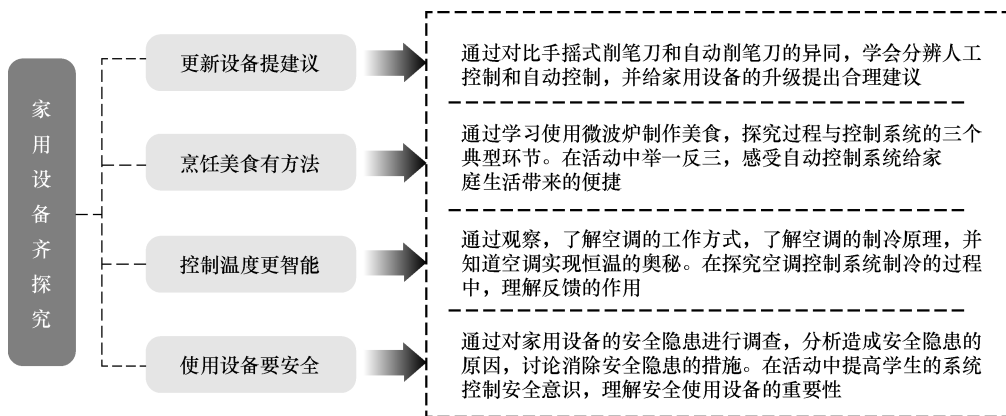 家用设备齐探究
更新设备提建议
通过对比手摇式削笔刀和自动削笔刀的异同，学会分辨人工
控制和自动控制，并给家用设备的升级提出合理建议
烹饪美食有方法
通过学习使用微波炉制作美食，探究过程与控制系统的三个
典型环节。在活动中举一反三，感受自动控制系统给家
庭生活带来的便捷
控制温度更智能
通过观察，了解空调的工作方式，了解空调的制冷原理，并
知道空调实现恒温的奥秘。在探究空调控制系统制冷的过程
中，理解反馈的作用
使用设备要安全
通过对家用设备的安全隐患进行调查，分析造成安全隐患的
原因，讨论消除安全隐患的措施。在活动中提高学生的系统
控制安全意识，理解安全使用设备的重要性